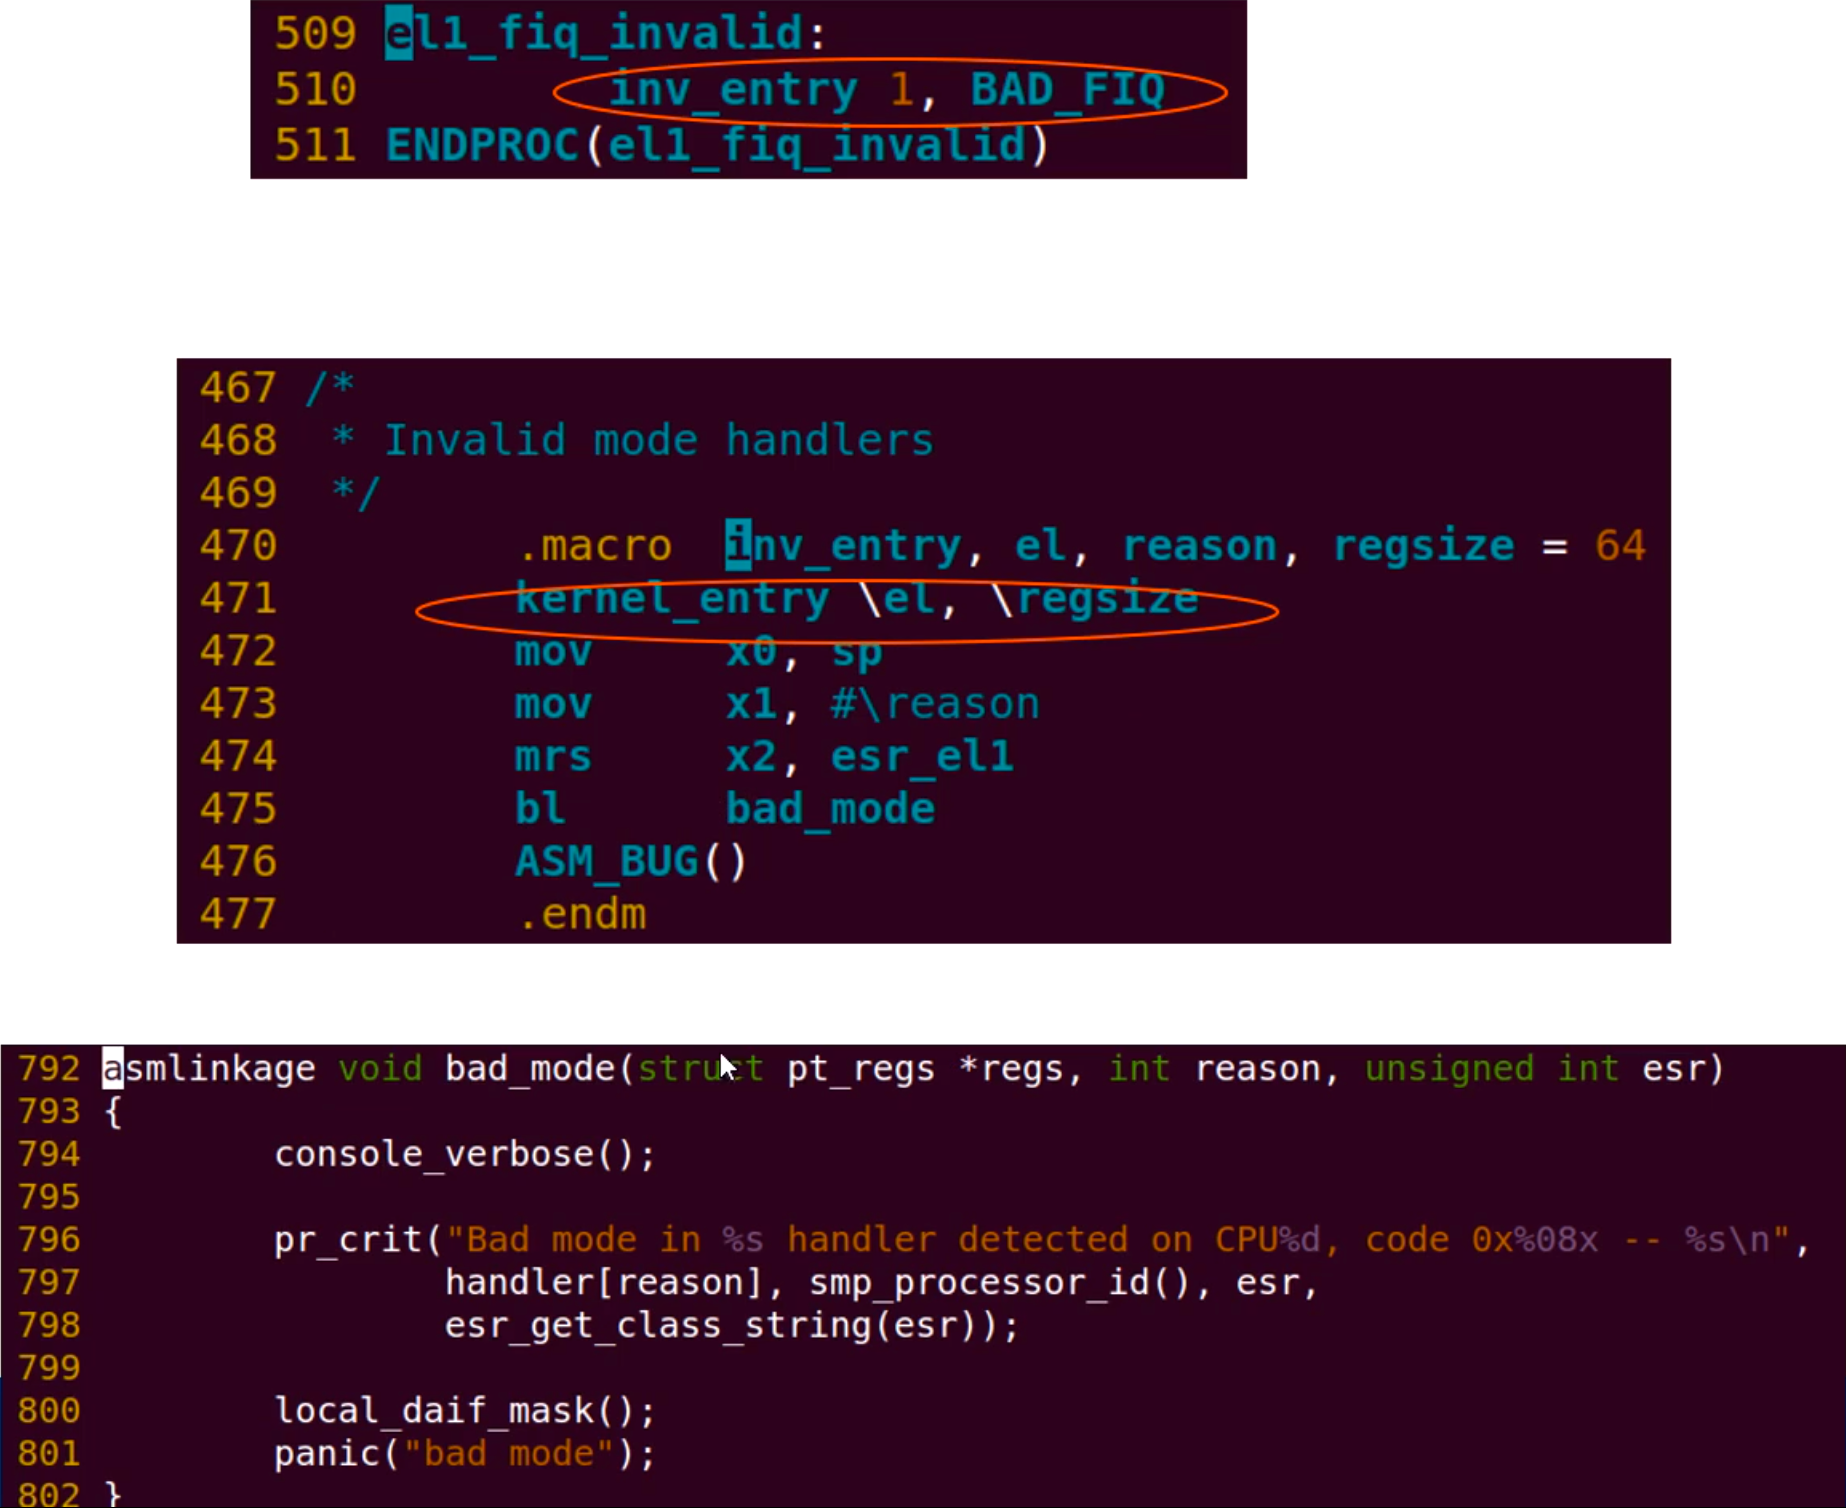 509 el1_fiq_invalid:
510         inv_entry 1, BAD_FIQ
511 ENDPROC(el1_fiq_invalid)
467 /*
468  * Invalid mode handlers
469  */
470         .macro  inv_entry, el, reason, regsize = 64
471         kernel_entry \el, \regsize
472         mov     x0, sp
473         mov     x1, #\reason
474         mrs     x2, esr_el1
475         bl      bad_mode
476         ASM_BUG()
477         .endm
792 asmlinkage void bad_mode(struct pt_regs *regs, int reason, unsigned int esr)
793 {
794         console_verbose();
795
796         pr_crit("Bad mode in %s handler detected on CPU%d, code 0x%08x -- %s\n",
797                 handler[reason], smp_processor_id(), esr,
798                 esr_get_class_string(esr));
799
800         local_daif_mask();
801         panic("bad mode");
802 }